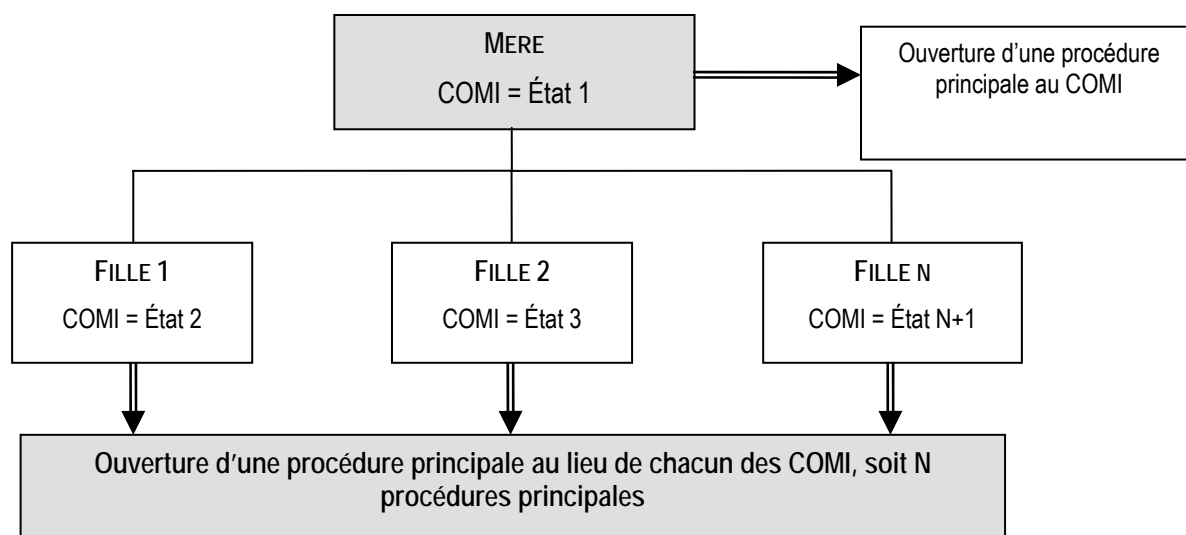 MERE
COMI = État 1
Ouverture d’une procédure
principale au COMI
FILLE 1
COMI = État 2
FILLE 2
COMI = État 3
FILLE N
COMI = État N+1
Ouverture d’une procédure principale au lieu de chacun des COMI, soit N
procédures principales